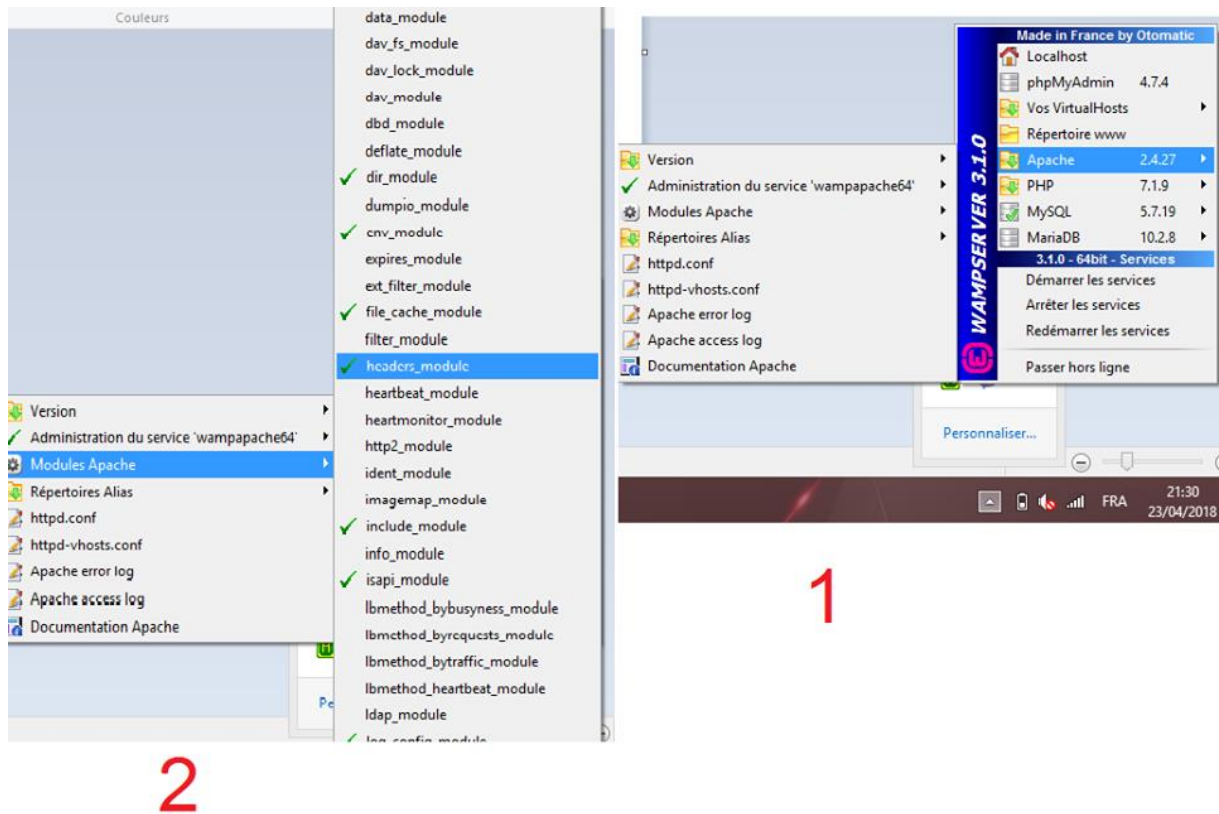 Couleurs
data_module
dav_fs_module
dav_lock_module
dav_module
dbd_module
deflate_module
dir_module
dumpio_module
env_module
expires_module
ext_filter_module
file_cache_module
filter_module
headers_module
heartbeat_module
heartmonitor_module
http2_module
ident_module
imagemap_module
include_module
info_module
isapi_module
lbmethod_bybusyness_module
lbmethod_byrequests_module
lbmethod_bytraffic_module
lbmethod_heartbeat_module
ldap_module
log_config_module
Version
Administration du service 'wampapache64'
Modules Apache
Répertoires Alias
httpd.conf
httpd-vhosts.conf
Apache error log
Apache access log
Documentation Apache
Pe
2
Made in France by Otomatic
Localhost
phpMyAdmin 4.7.4
Vos VirtualHosts
Répertoire www
Apache 2.4.27
PHP 7.1.9
MySQL 5.7.19
MariaDB 10.2.8
3.1.0 - 64bit - Services
Démarrer les services
Arrêter les services
Redémarrer les services
Passer hors ligne
WAMPSERVER 3.1.0
Version
Administration du service 'wampapache64'
Modules Apache
Répertoires Alias
httpd.conf
httpd-vhosts.conf
Apache error log
Apache access log
Documentation Apache
Personnaliser...
FRA
21:30
23/04/2018
1